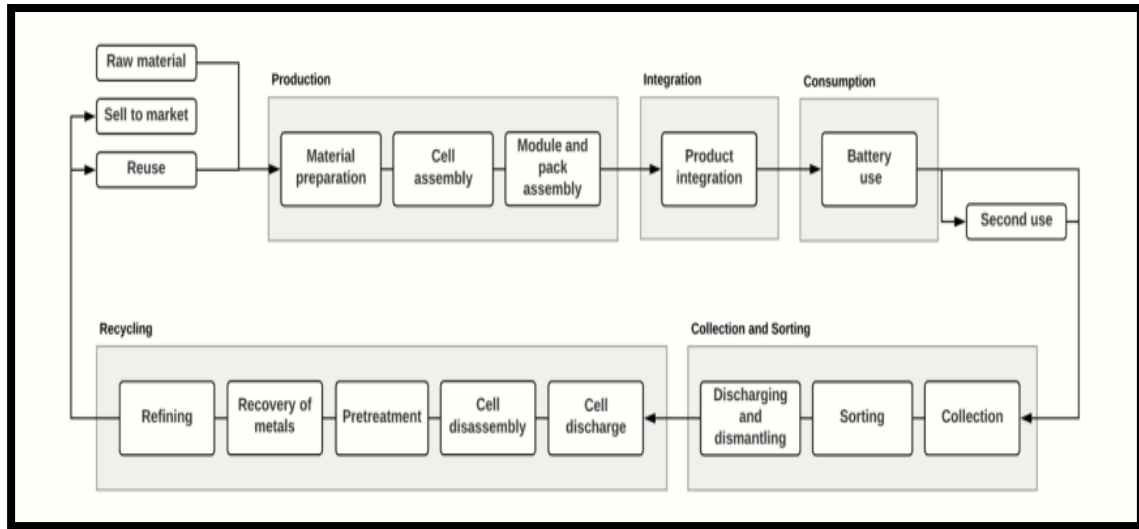 Raw material
Sell to market
Reuse
Production
Material
preparation
Cell
assembly
Module and
pack
assembly
Integration
Product
integration
Consumption
Battery
use
Second use
Recycling
Refining
Recovery of
metals
Pretreatment
Cell
disassembly
Cell
discharge
Collection and Sorting
Discharging
and
dismantling
Sorting
Collection